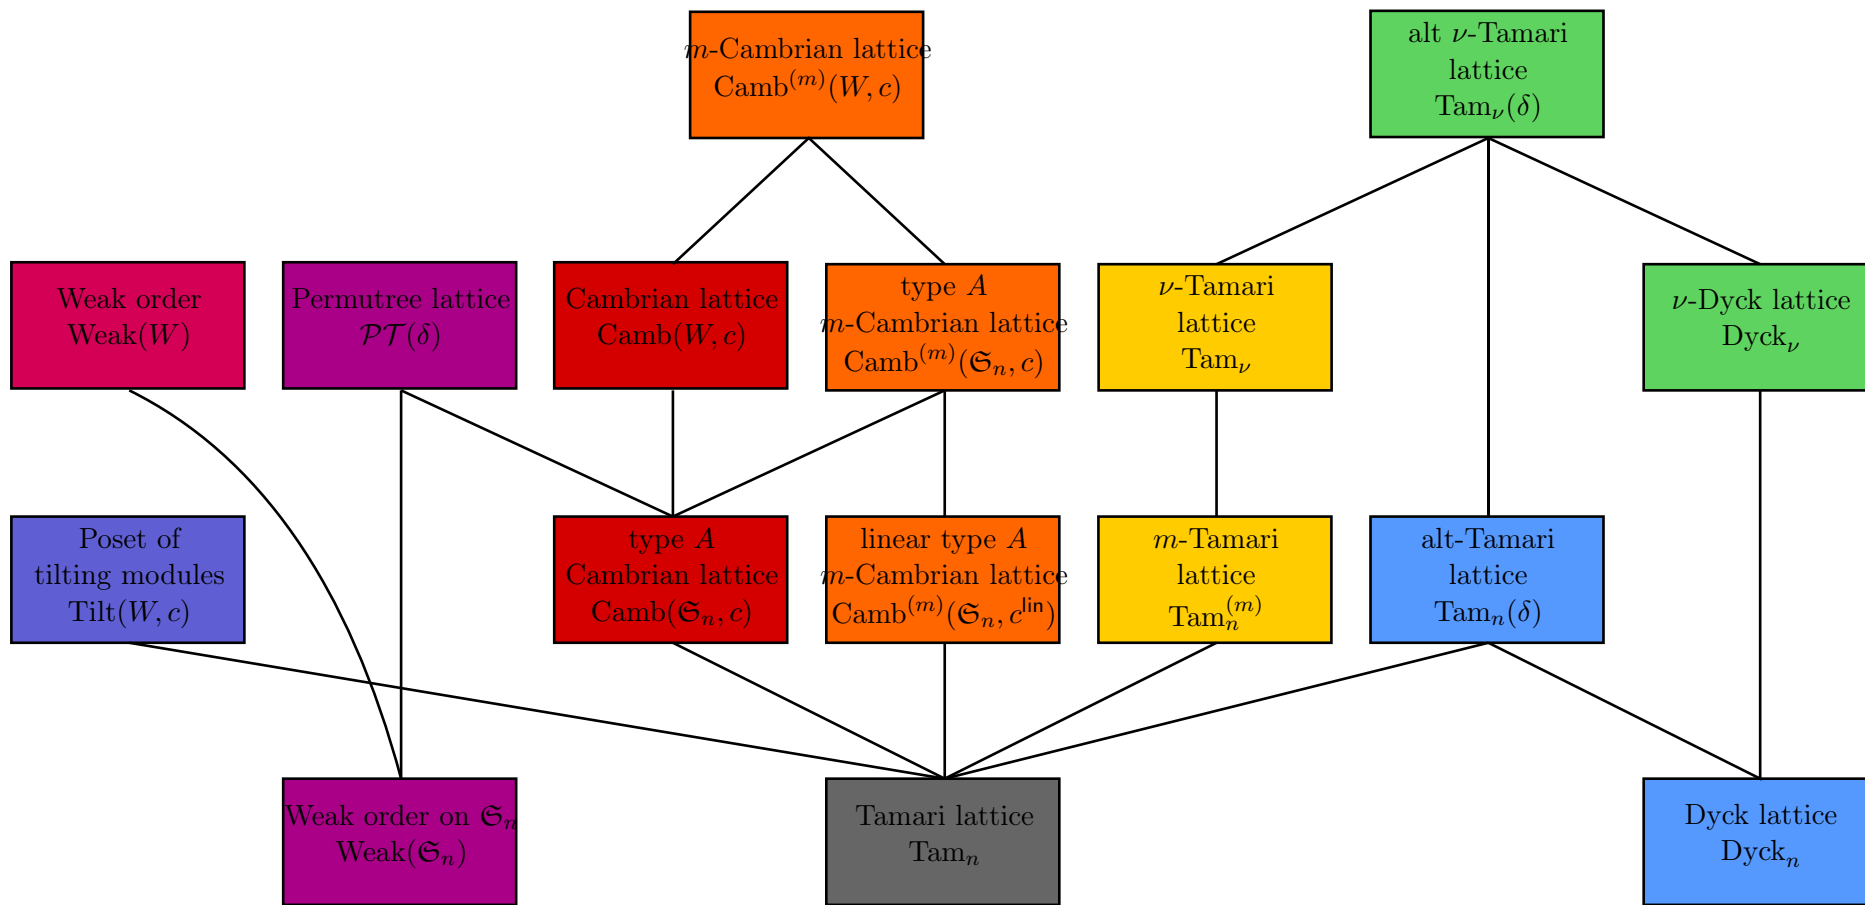 m-Cambrian lattice
Camb^{(m)}(W, c)
alt ν-Tamari
lattice
Tam_ν(δ)
Weak order
Weak(W)
Permutree lattice
𝒫𝒯(δ)
Cambrian lattice
Camb(W, c)
type A
m-Cambrian lattice
Camb^{(m)}(𝔖_n, c)
ν-Tamari
lattice
Tam_ν
ν-Dyck lattice
Dyck_ν
Poset of
tilting modules
Tilt(W, c)
type A
Cambrian lattice
Camb(𝔖_n, c)
linear type A
m-Cambrian lattice
Camb^{(m)}(𝔖_n, c^{lin})
m-Tamari
lattice
Tam_n^{(m)}
alt-Tamari
lattice
Tam_n(δ)
Weak order on 𝔖_n
Weak(𝔖_n)
Tamari lattice
Tam_n
Dyck lattice
Dyck_n